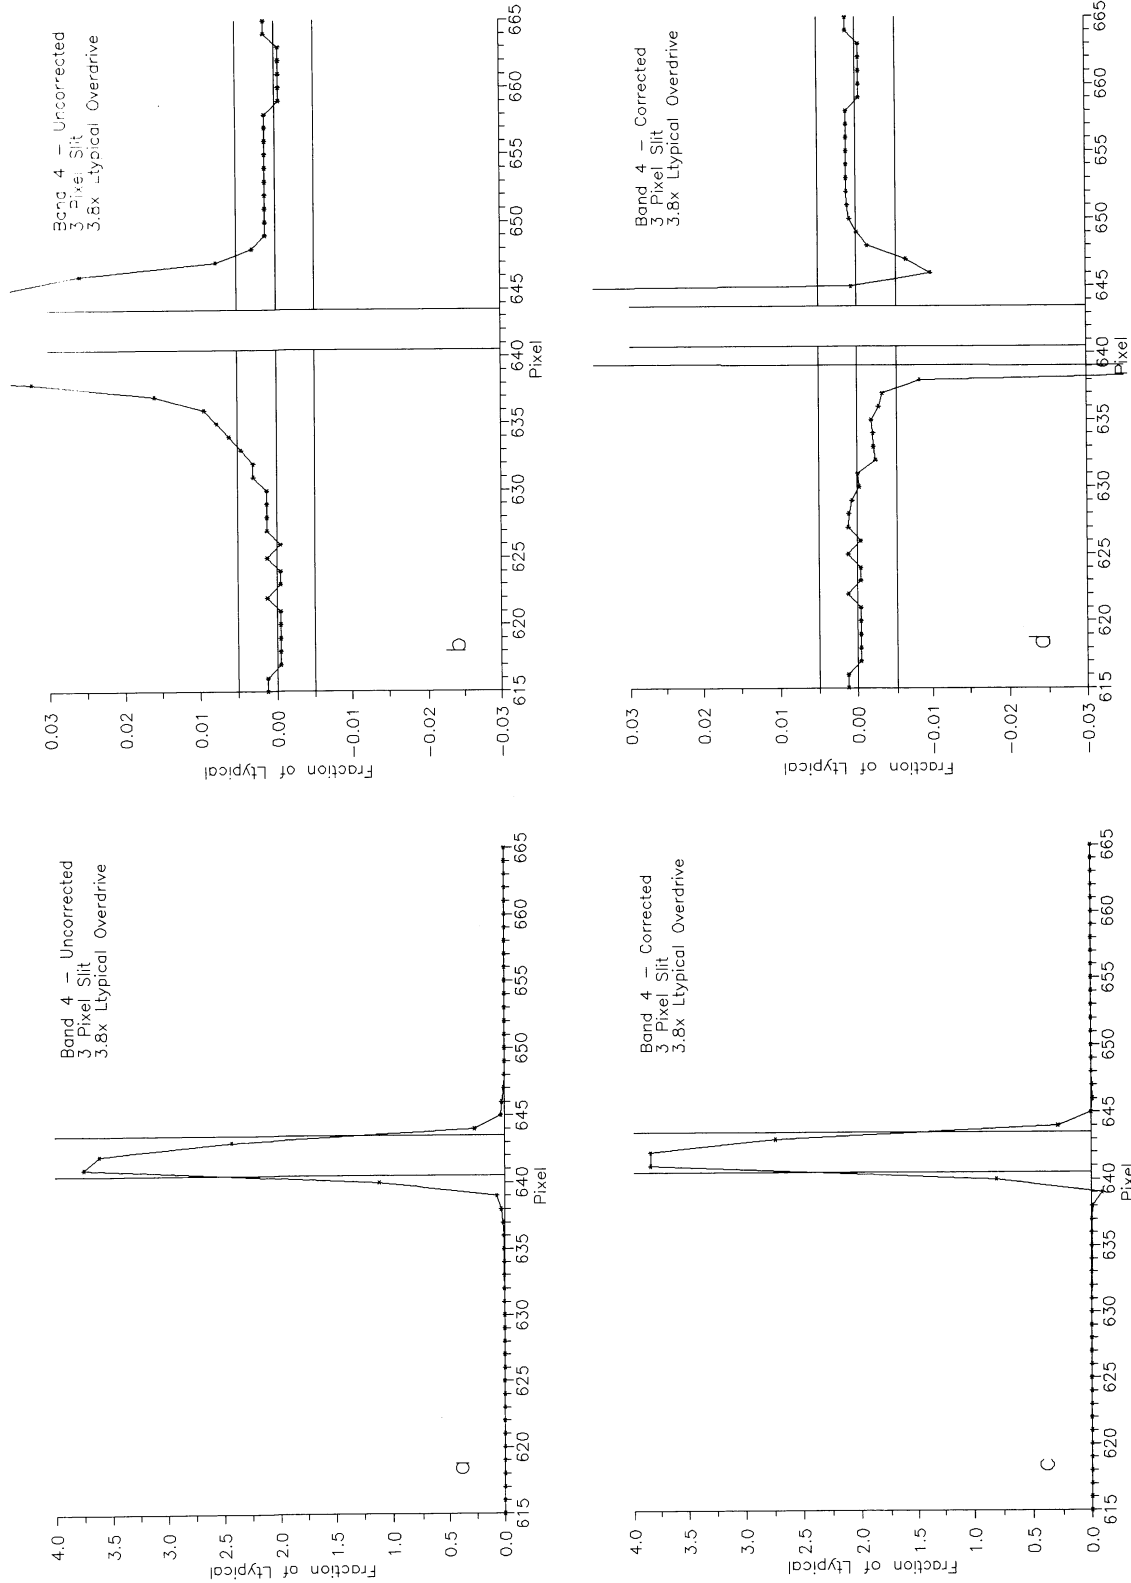 Band 4 - Uncorrected
3 Pixel Slit
3.8x Ltypical Overdrive
a
Fraction of Ltypical
4.0
3.5
3.0
2.5
2.0
1.5
1.0
0.5
0.0
615 620 625 630 635 640 645 650 655 660 665
Pixel
Band 4 - Uncorrected
3 Pixel Slit
3.8x Ltypical Overdrive
b
Fraction of Ltypical
0.03
0.02
0.01
0.00
-0.01
-0.02
-0.03
615 620 625 630 635 640 645 650 655 660 665
Pixel
Band 4 - Corrected
3 Pixel Slit
3.8x Ltypical Overdrive
c
Fraction of Ltypical
4.0
3.5
3.0
2.5
2.0
1.5
1.0
0.5
0.0
615 620 625 630 635 640 645 650 655 660 665
Pixel
Band 4 - Corrected
3 Pixel Slit
3.8x Ltypical Overdrive
d
Fraction of Ltypical
0.03
0.02
0.01
0.00
-0.01
-0.02
-0.03
615 620 625 630 635 640 645 650 655 660 665
Pixel